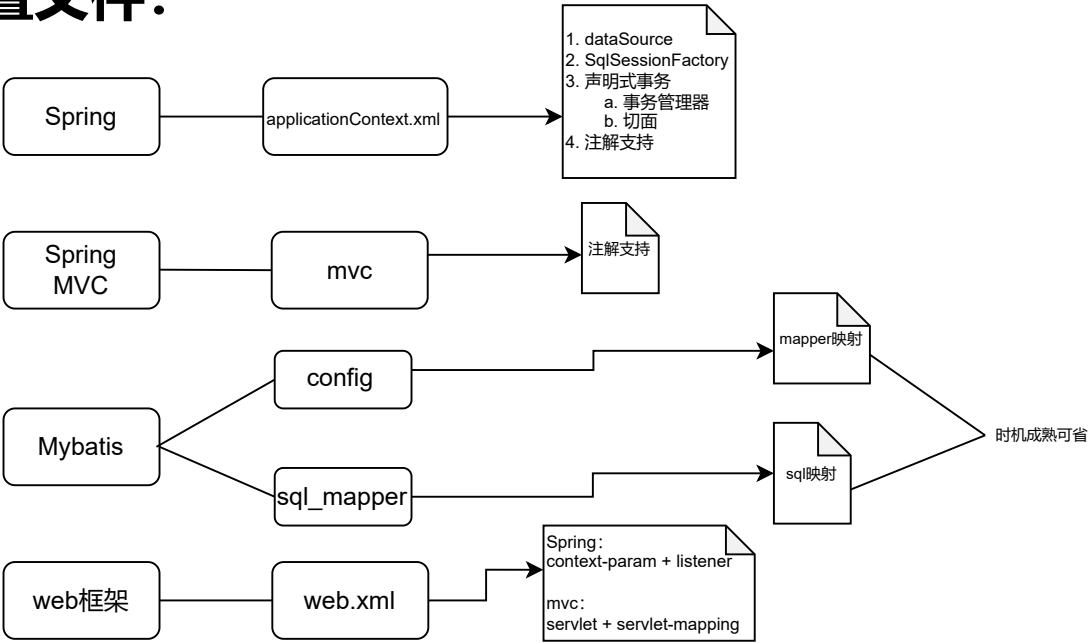 置文件：
Spring
applicationContext.xml
1. dataSource
2. SqlSessionFactory
3. 声明式事务
a. 事务管理器
b. 切面
4. 注解支持
Spring
MVC
mvc
注解支持
Mybatis
config
mapper映射
sql_mapper
sql映射
时机成熟可省
web框架
web.xml
Spring：
context-param + listener
mvc：
servlet + servlet-mapping